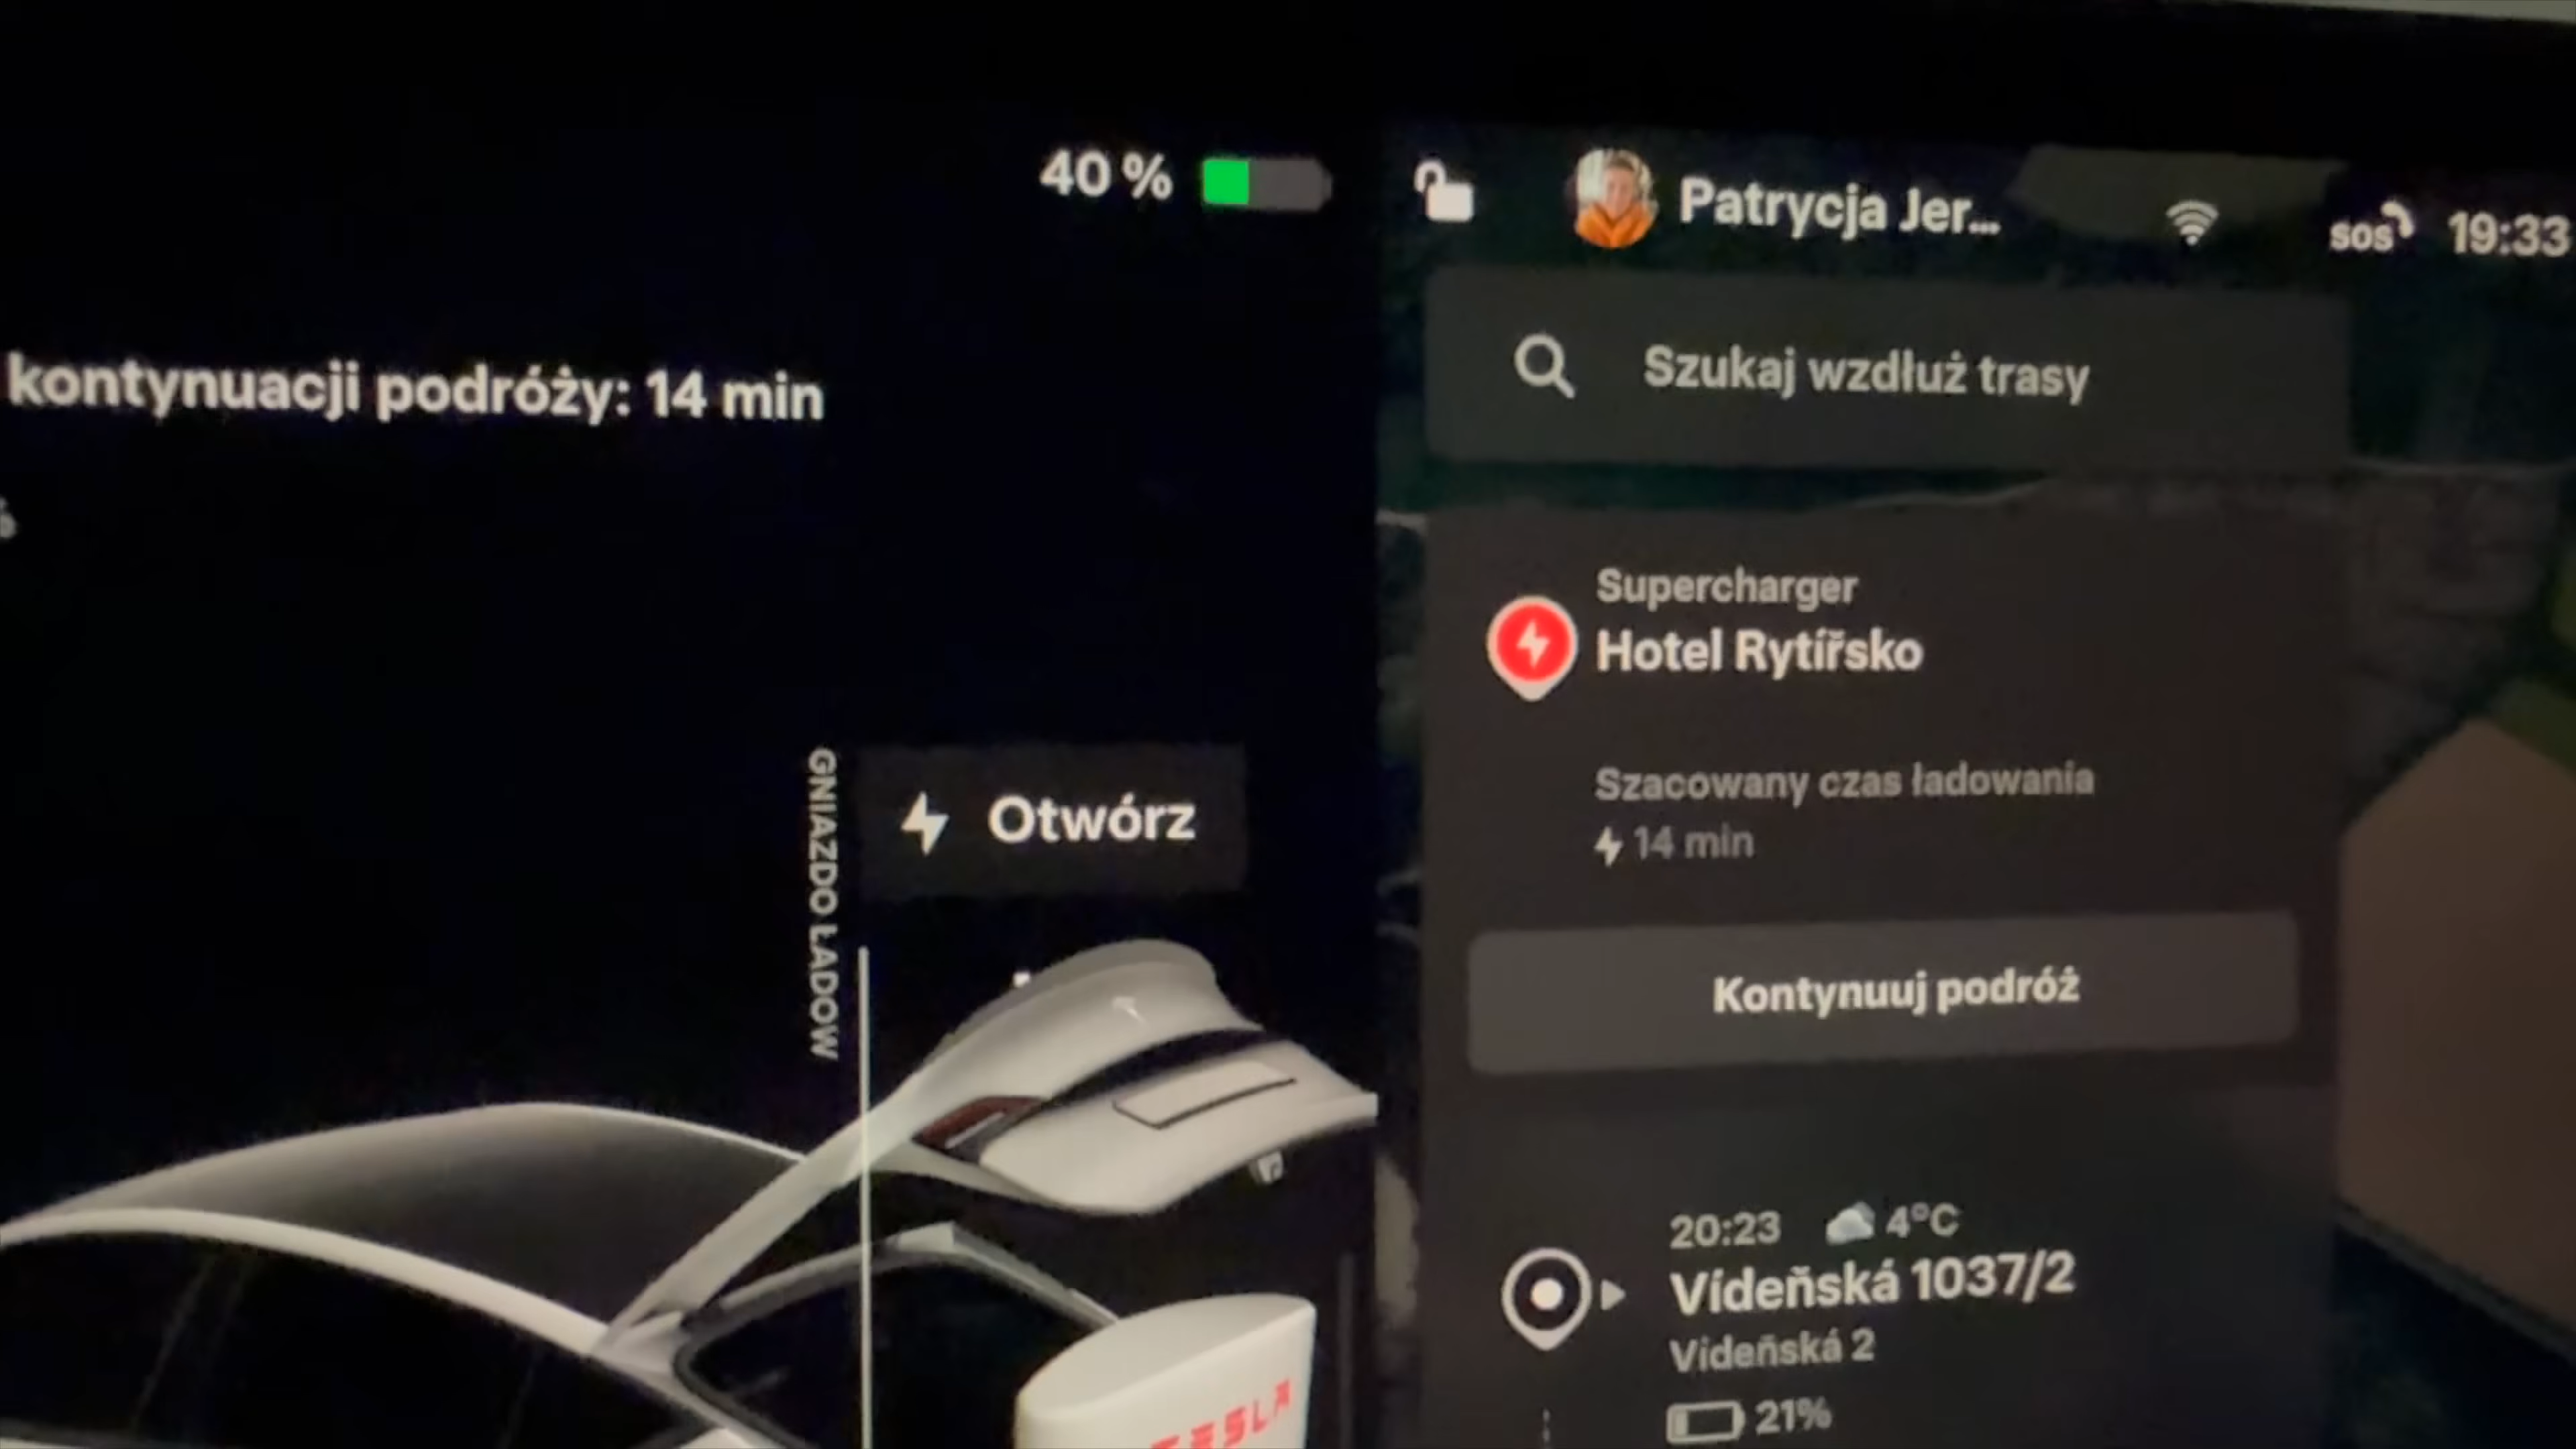 40 %
Patrycja Jer...
sos
19:33
kontynuacji podróży: 14 min
Szukaj wzdłuż trasy
Supercharger
Hotel Rytířsko
GNIAZDO ŁADOW
Otwórz
Szacowany czas ładowania
14 min
Kontynuuj podróż
20:23 4°C
Vídeňská 1037/2
Vídeňská 2
21%
TESLA